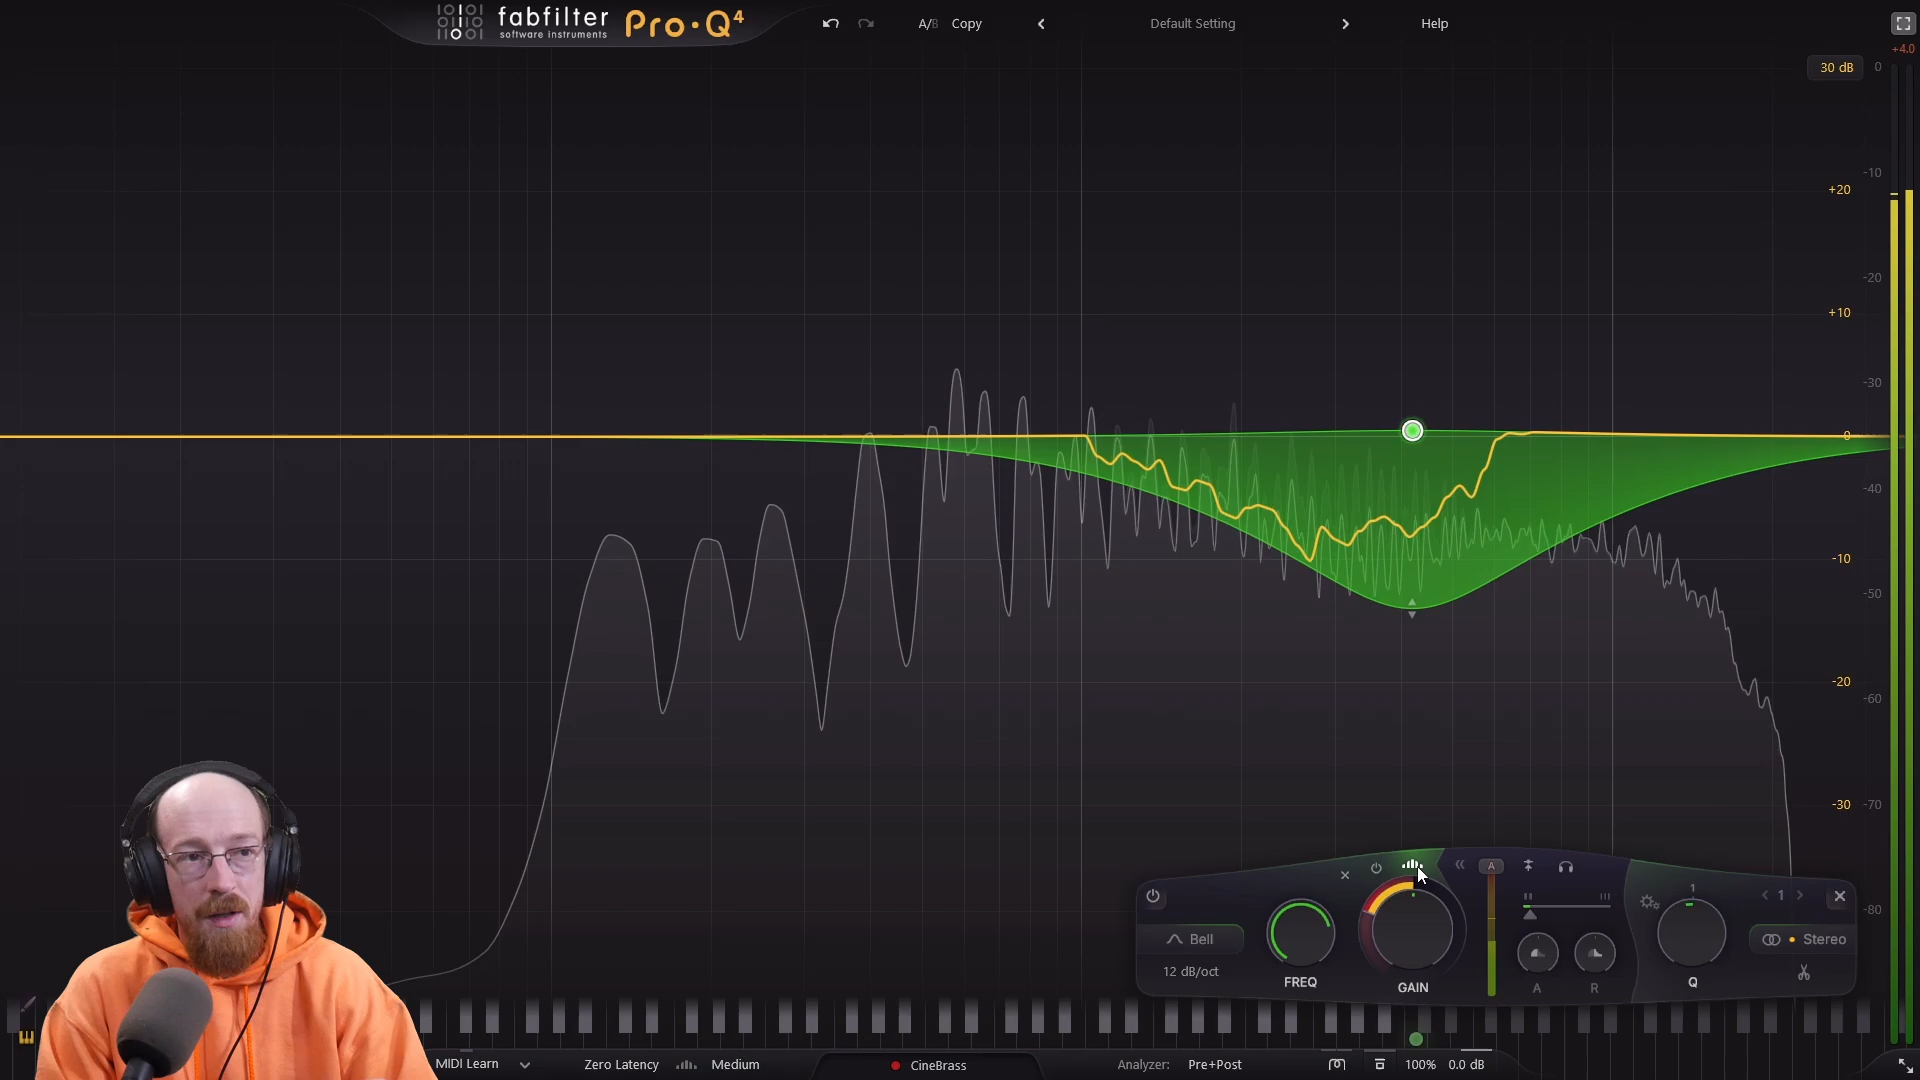 fabfilter
software instruments
Pro·Q4
A/B Copy
Default Setting
Help
+4.0
30 dB
0
-10
+20
-20
+10
-30
0
-40
-10
-50
-20
-60
-30
-70
-80
A
1
1
Bell
Stereo
12 dB/oct
FREQ
GAIN
A
R
Q
MIDI Learn
Zero Latency
Medium
CineBrass
Analyzer: Pre+Post
100%
0.0 dB